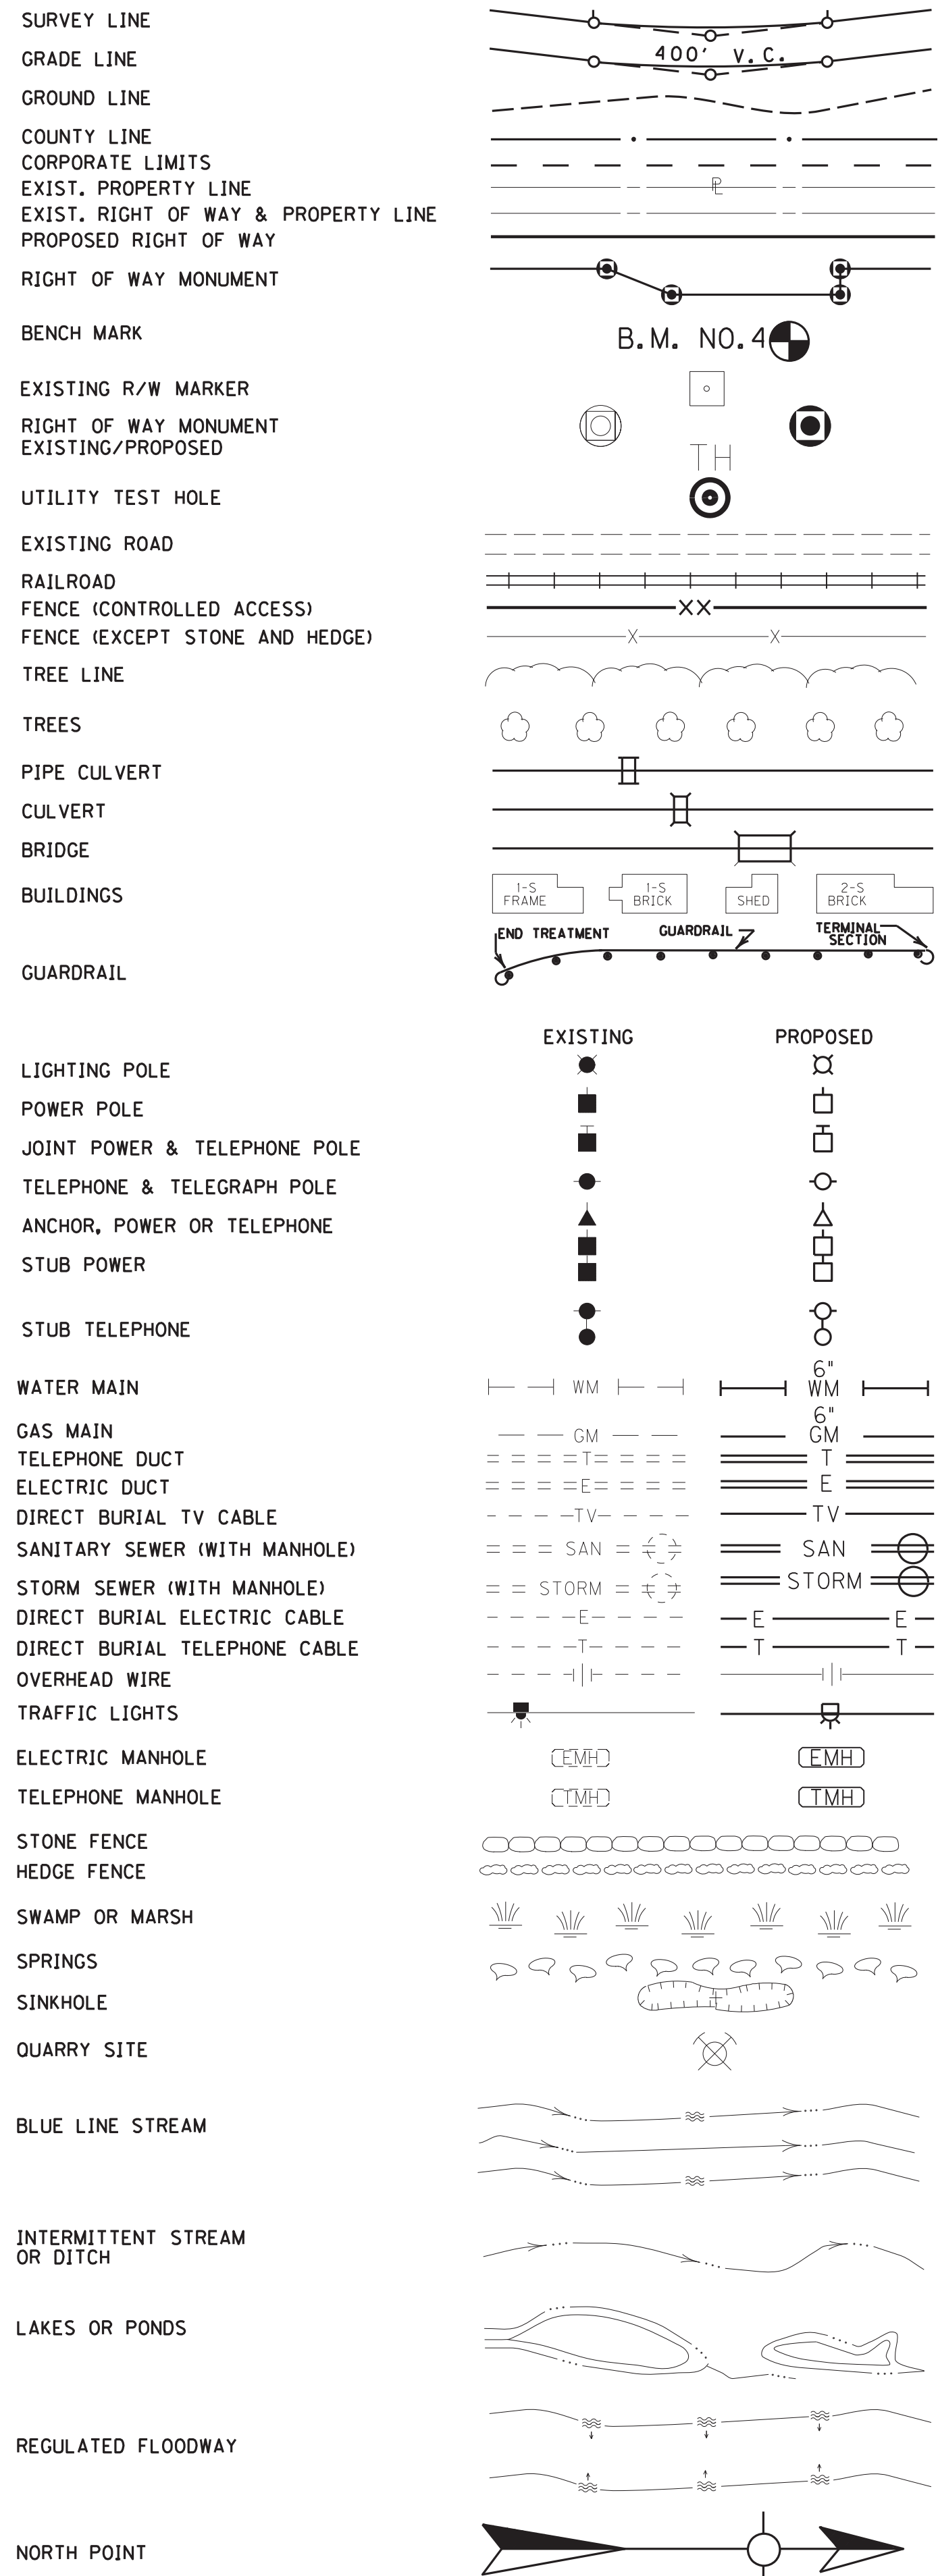 SURVEY LINE
GRADE LINE 400' V.C.
GROUND LINE
COUNTY LINE
CORPORATE LIMITS
EXIST. PROPERTY LINE PL
EXIST. RIGHT OF WAY & PROPERTY LINE
PROPOSED RIGHT OF WAY
RIGHT OF WAY MONUMENT
BENCH MARK B.M. NO.4
EXISTING R/W MARKER
RIGHT OF WAY MONUMENT
EXISTING/PROPOSED
TH
UTILITY TEST HOLE
EXISTING ROAD
RAILROAD
FENCE (CONTROLLED ACCESS) XX
FENCE (EXCEPT STONE AND HEDGE) X X
TREE LINE
TREES
PIPE CULVERT
CULVERT
BRIDGE
BUILDINGS
1-S FRAME
1-S BRICK
SHED
2-S BRICK
END TREATMENT
GUARDRAIL
TERMINAL SECTION
GUARDRAIL
EXISTING PROPOSED
LIGHTING POLE
POWER POLE
JOINT POWER & TELEPHONE POLE
TELEPHONE & TELEGRAPH POLE
ANCHOR, POWER OR TELEPHONE
STUB POWER
STUB TELEPHONE
6"
WATER MAIN WM WM
6"
GAS MAIN GM GM
TELEPHONE DUCT T T
ELECTRIC DUCT E E
DIRECT BURIAL TV CABLE TV TV
SANITARY SEWER (WITH MANHOLE) SAN SAN
STORM SEWER (WITH MANHOLE) STORM STORM
DIRECT BURIAL ELECTRIC CABLE E E E
DIRECT BURIAL TELEPHONE CABLE T T T
OVERHEAD WIRE
TRAFFIC LIGHTS
ELECTRIC MANHOLE EMH EMH
TELEPHONE MANHOLE TMH TMH
STONE FENCE
HEDGE FENCE
SWAMP OR MARSH
SPRINGS
SINKHOLE
QUARRY SITE
BLUE LINE STREAM
INTERMITTENT STREAM
OR DITCH
LAKES OR PONDS
REGULATED FLOODWAY
NORTH POINT